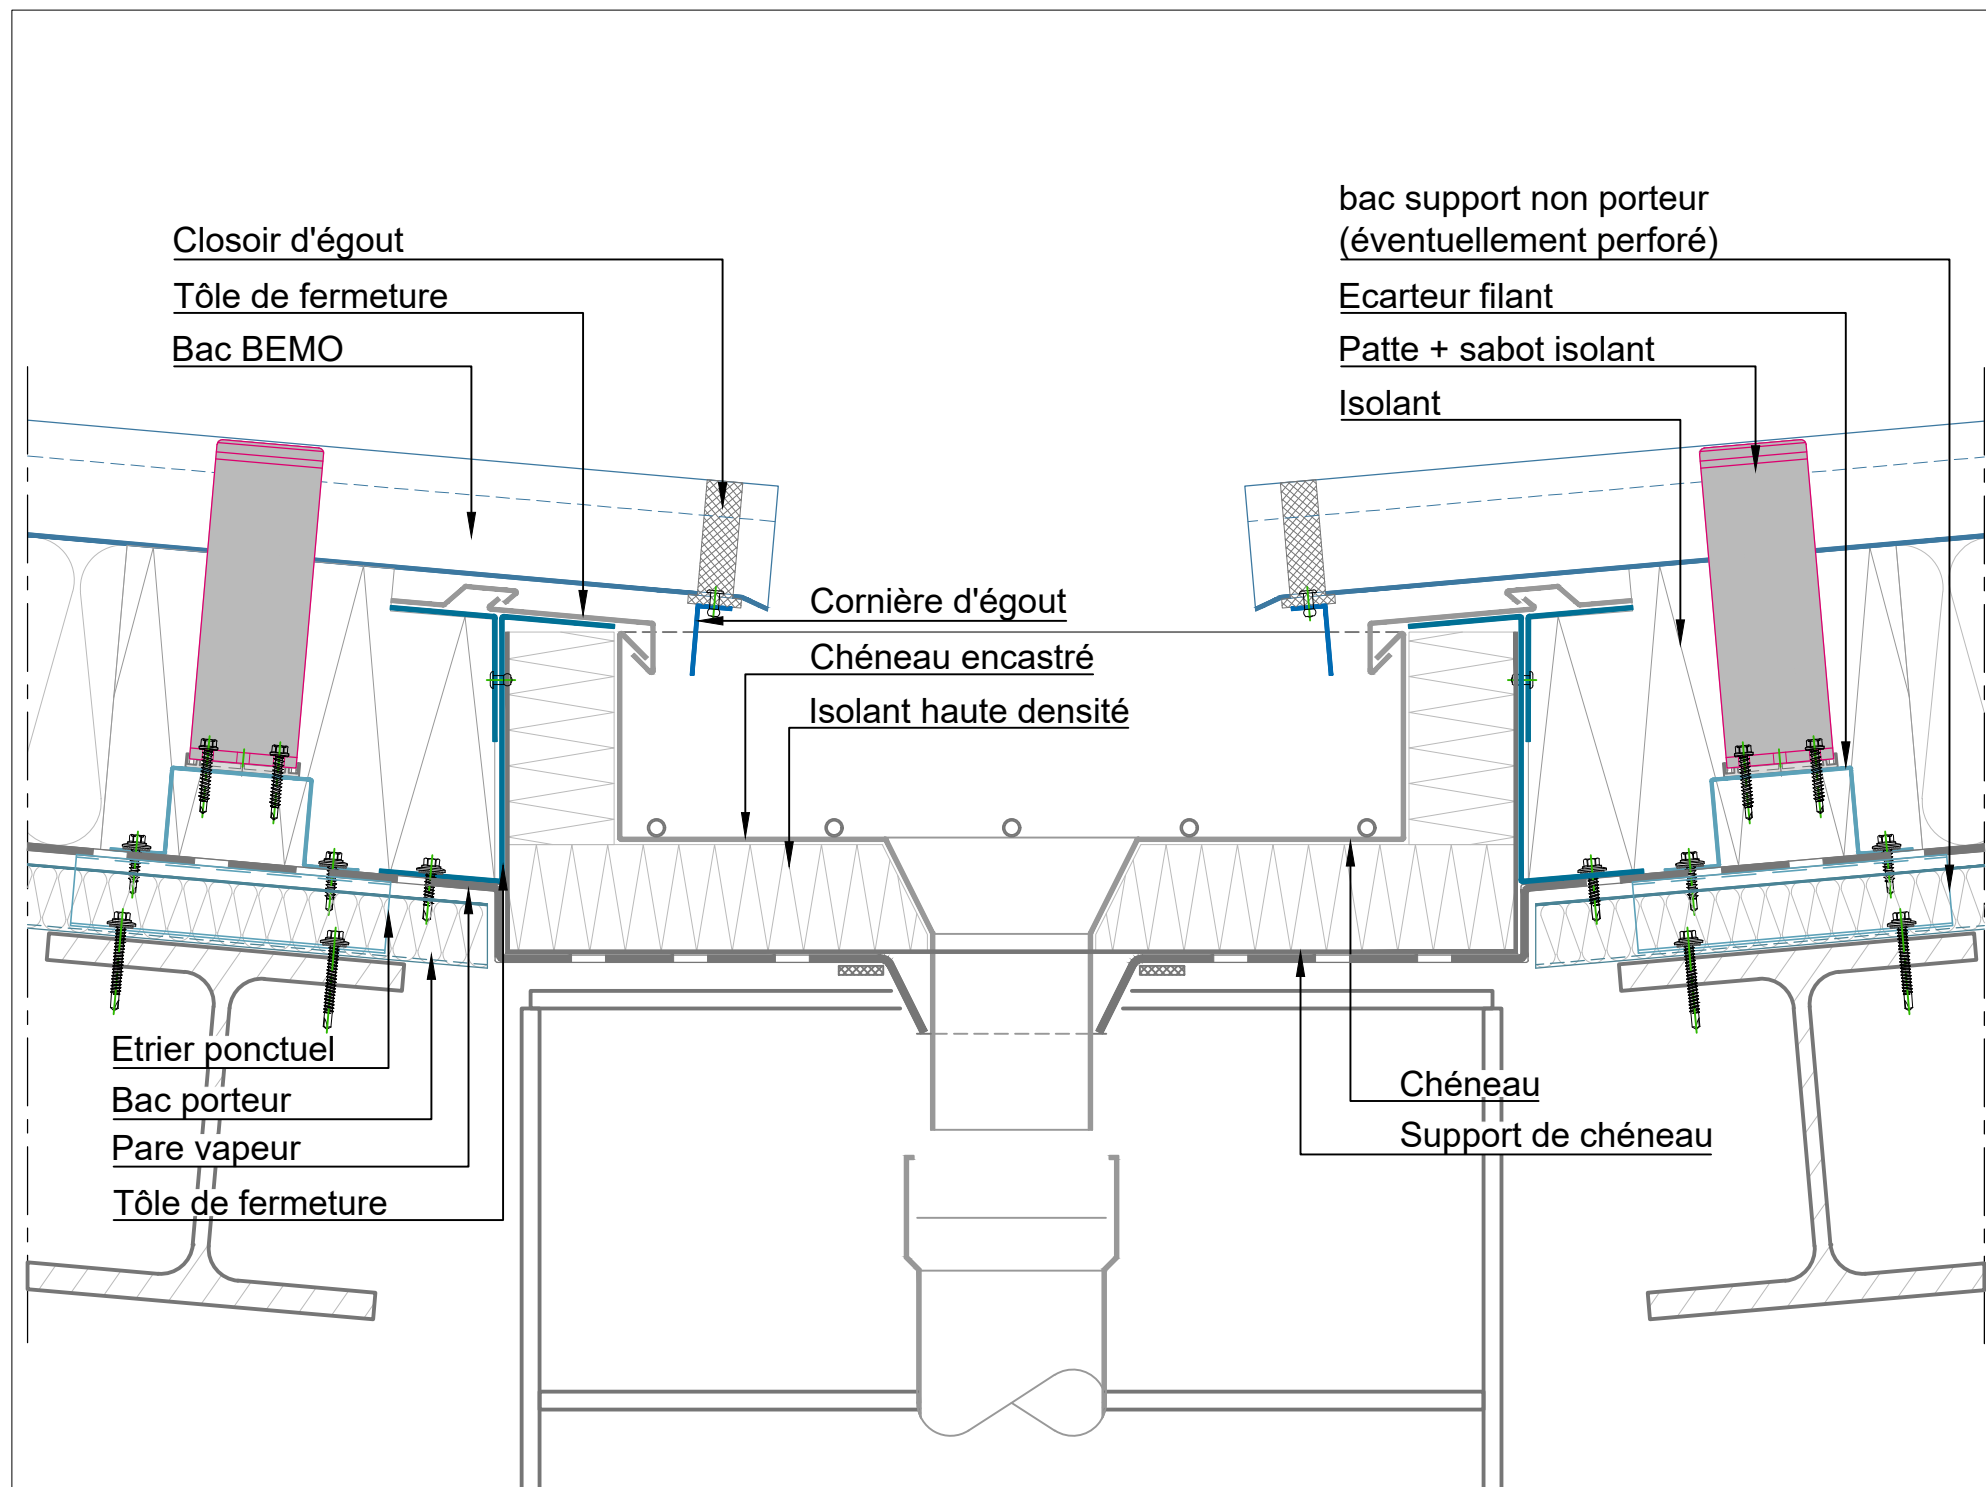 Closoir d'égout
Tôle de fermeture
Bac BEMO
bac support non porteur
(éventuellement perforé)
Ecarteur filant
Patte + sabot isolant
Isolant
Cornière d'égout
Chéneau encastré
Isolant haute densité
Etrier ponctuel
Bac porteur
Pare vapeur
Tôle de fermeture
Chéneau
Support de chéneau